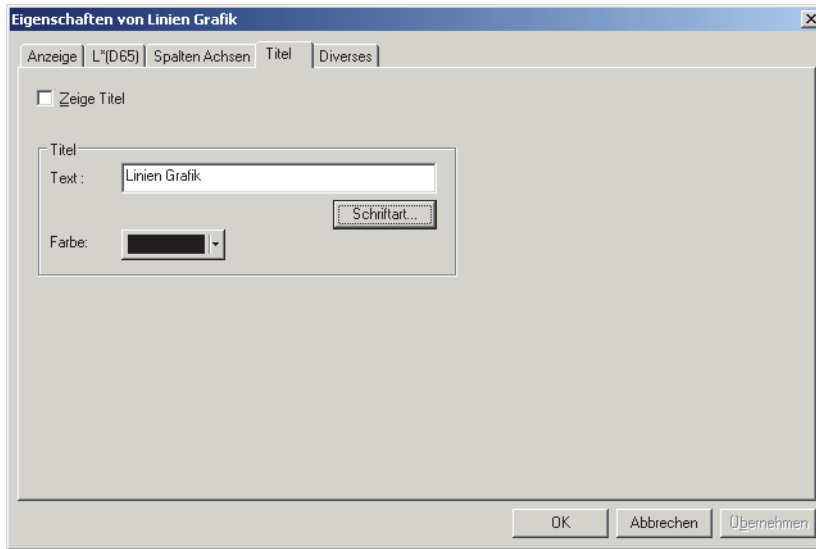 Eigenschaften von Linien Grafik
Anzeige L*(D65) Spalten Achsen Titel Diverses
Zeige Titel
Titel
Text : Linien Grafik
Schriftart...
Farbe:
OK Abbrechen Übernehmen